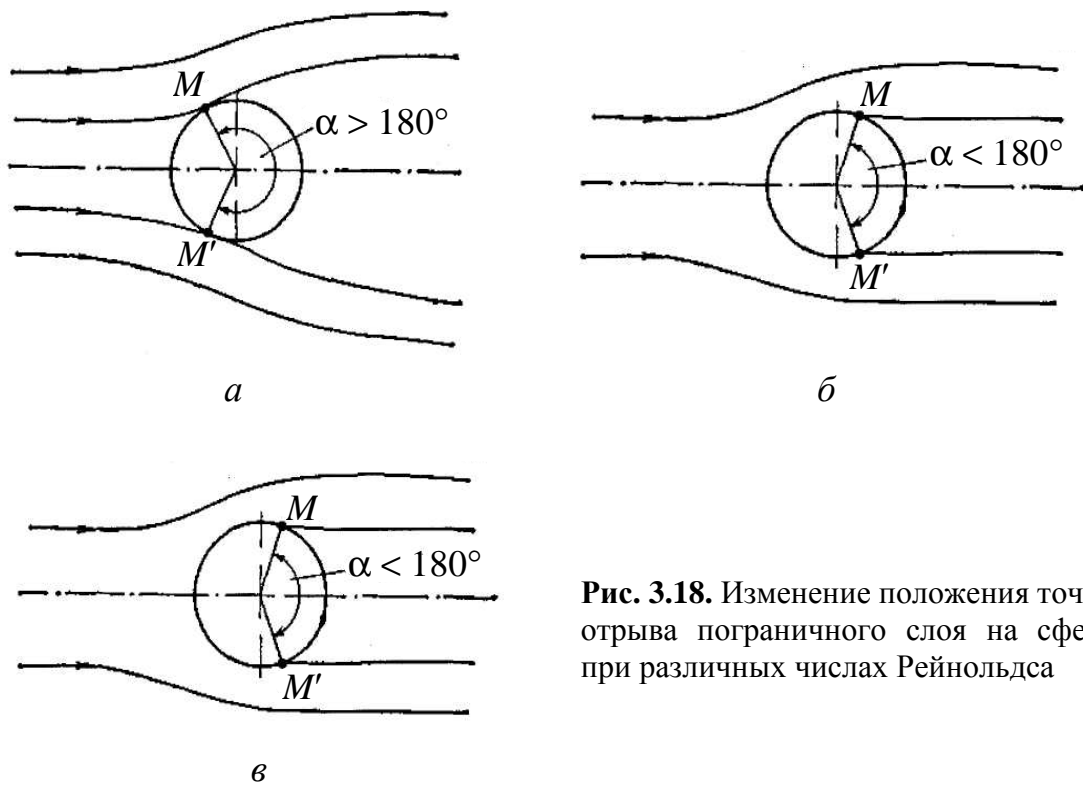 M
α > 180°
M'
а
M
α < 180°
M'
б
M
α < 180°
M'
в
Рис. 3.18. Изменение положения точ
отрыва пограничного слоя на сфе
при различных числах Рейнольдса